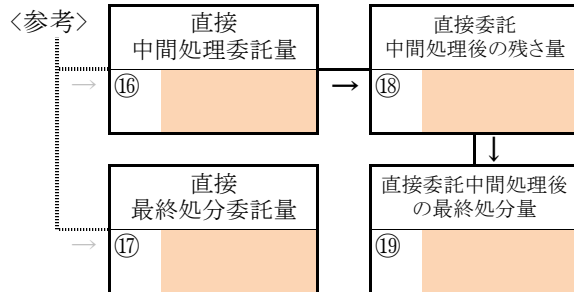 〈参考〉
直接
中間処理委託量
⑯
→
→
直接委託
中間処理後の残さ量
⑱
↓
直接
最終処分委託量
⑰
→
直接委託中間処理後
の最終処分量
⑲